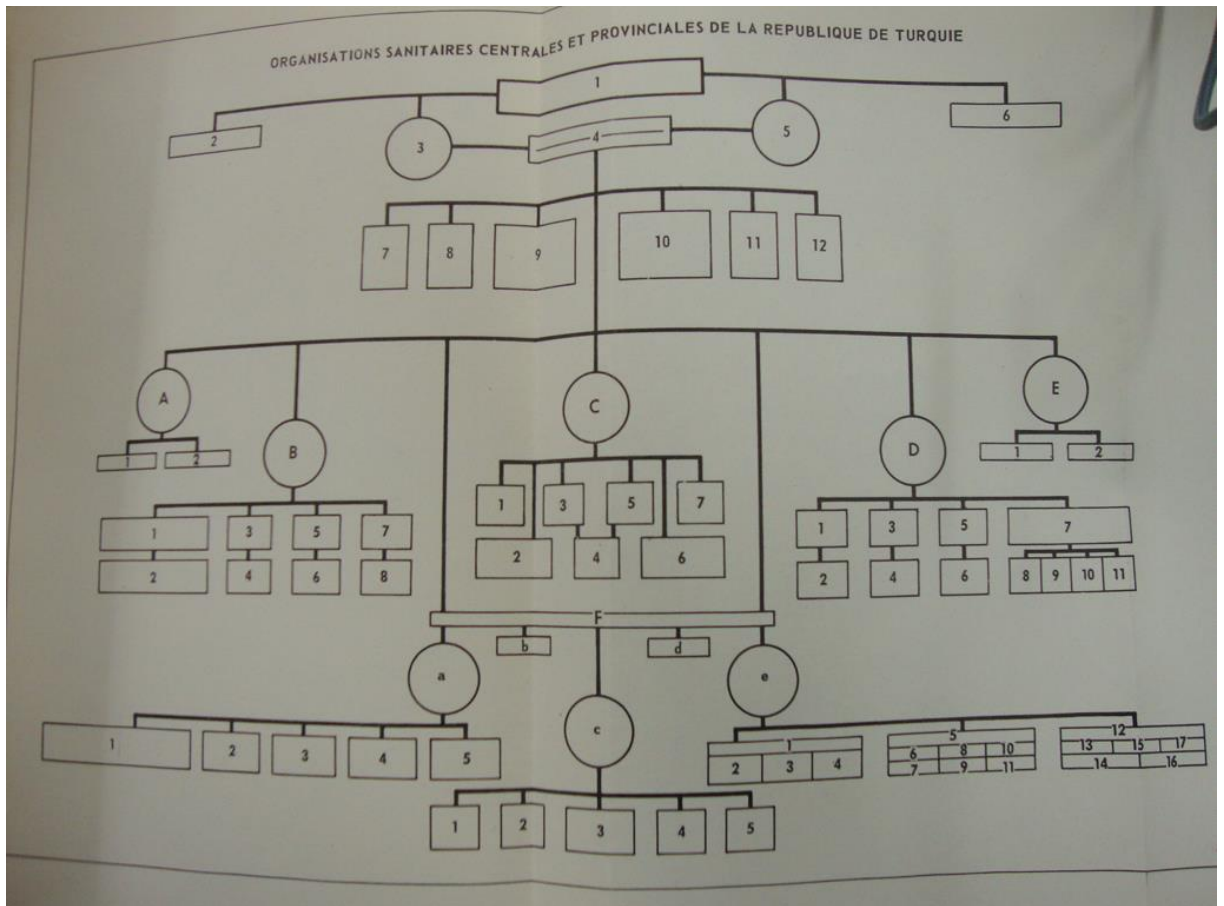 ORGANISATIONS SANITAIRES CENTRALES ET PROVINCIALES DE LA REPUBLIQUE DE TURQUIE
1
2 3 4 5 6
7 8 9 10 11 12
A B C D E
1 2
1 2
1 3 5 7
2 4 6 8
1 3 5 7
2 4 6
1 3 5 7
2 4 6 8 9 10 11
F
b d
a c e
1 2 3 4 5
1 2 3 4 5
1
2 3 4
5
6 8 10
7 9 11
12
13 15 17
14 16